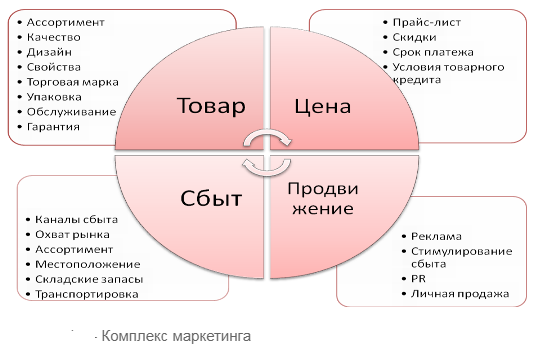 • Ассортимент
• Качество
• Дизайн
• Свойства
• Торговая марка
• Упаковка
• Обслуживание
• Гарантия
• Прайс-лист
• Скидки
• Срок платежа
• Условия товарного
кредита
Товар
Цена
Сбыт
Продви
жение
• Каналы сбыта
• Охват рынка
• Ассортимент
• Местоположение
• Складские запасы
• Транспортировка
• Реклама
• Стимулирование
сбыта
• PR
• Личная продажа
Комплекс маркетинга